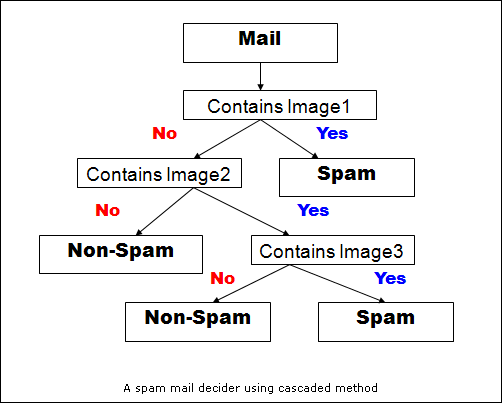 Mail
Contains Image1
No
Yes
Contains Image2
Spam
No
Yes
Non-Spam
Contains Image3
No
Yes
Non-Spam
Spam
A spam mail decider using cascaded method